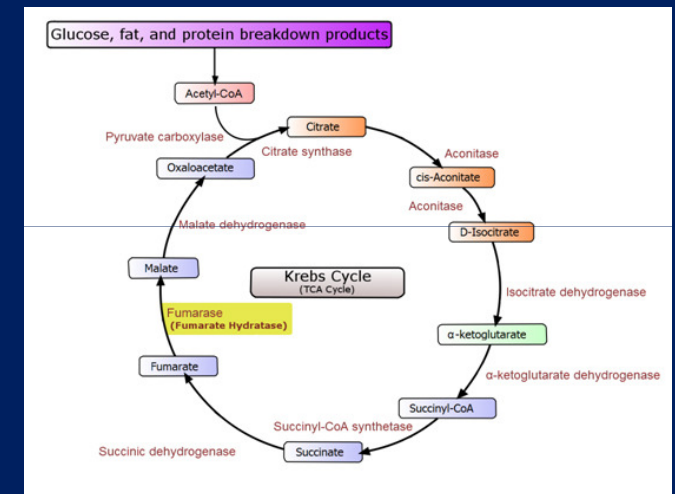 Glucose, fat, and protein breakdown products
Acetyl-CoA
Citrate
Pyruvate carboxylase
Citrate synthase
Aconitase
Oxaloacetate
cis-Aconitate
Aconitase
Malate dehydrogenase
D-Isocitrate
Malate
Krebs Cycle
(TCA Cycle)
Isocitrate dehydrogenase
Fumarase
(Fumarate Hydratase)
α-ketoglutarate
Fumarate
α-ketoglutarate dehydrogenase
Succinyl-CoA
Succinyl-CoA synthetase
Succinic dehydrogenase
Succinate